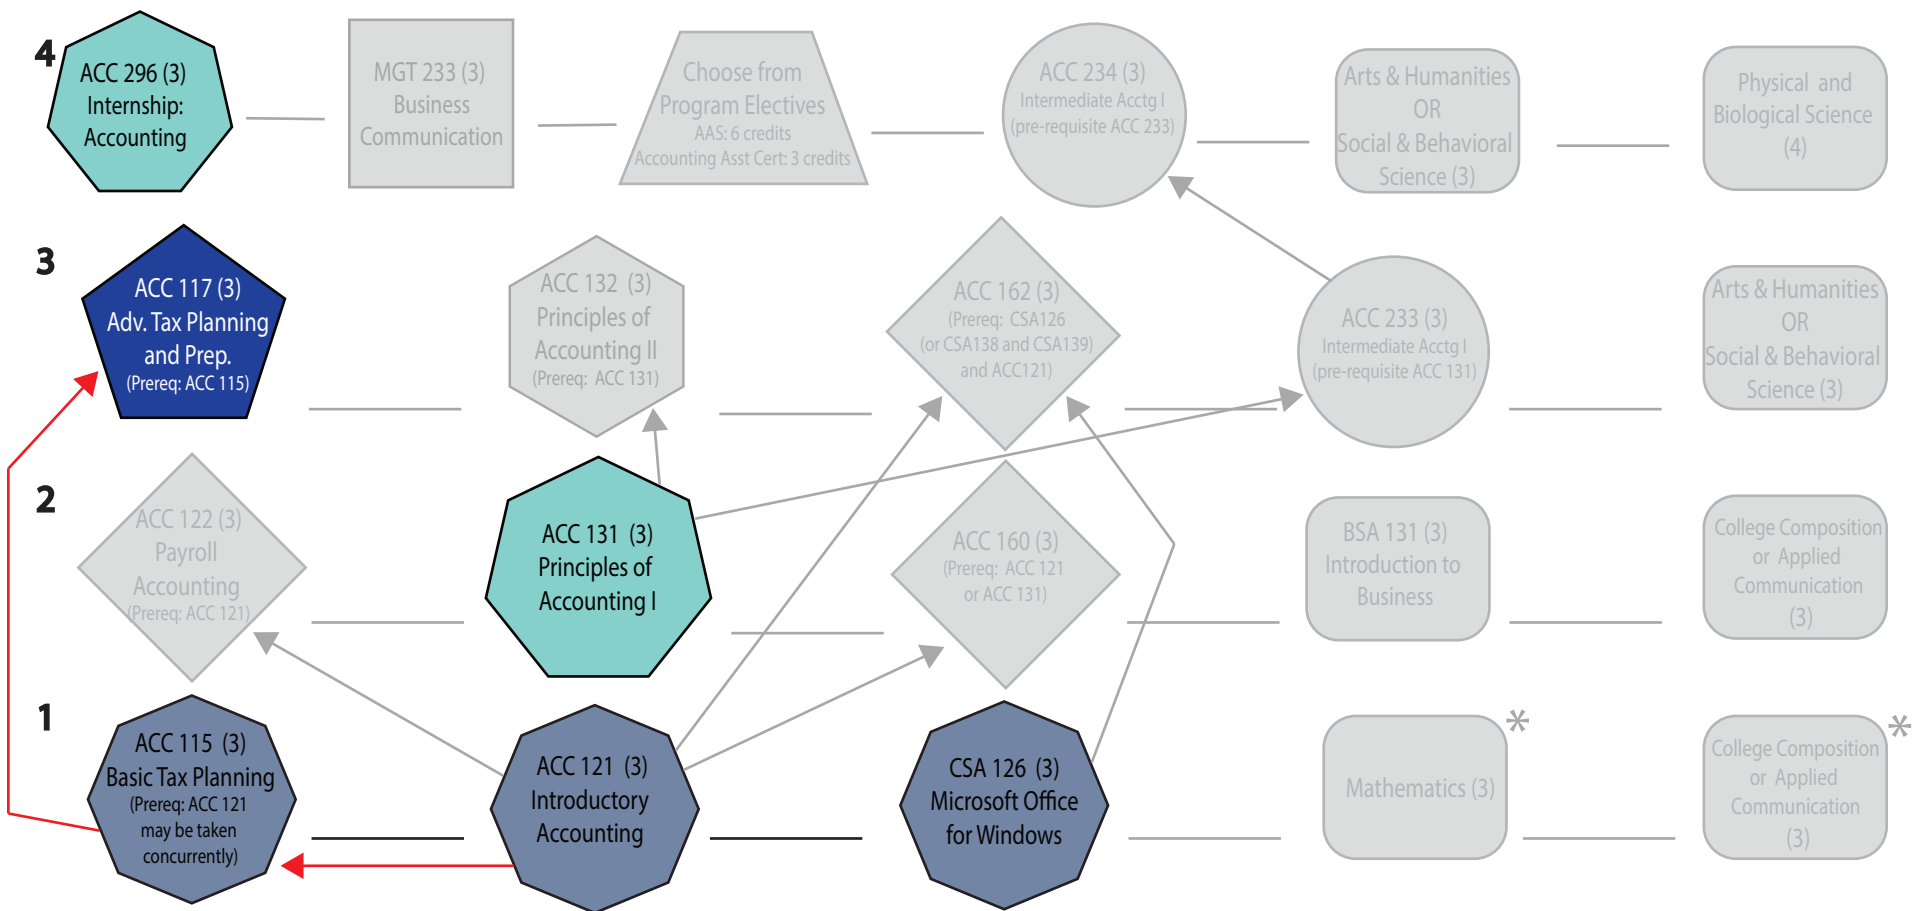 4
ACC 296 (3)
Internship:
Accounting
MGT 233 (3)
Business
Communication
Choose from
Program Electives
AAS: 6 credits
Accounting Asst Cert: 3 credits
ACC 234 (3)
Intermediate Acctg I
(pre-requisite ACC 233)
Arts & Humanities
OR
Social & Behavioral
Science (3)
Physical and
Biological Science
(4)
3
ACC 117 (3)
Adv. Tax Planning
and Prep.
(Prereq: ACC 115)
ACC 132 (3)
Principles of
Accounting II
(Prereq: ACC 131)
ACC 162 (3)
(Prereq: CSA126
(or CSA138 and CSA139)
and ACC121)
ACC 233 (3)
Intermediate Acctg I
(pre-requisite ACC 131)
Arts & Humanities
OR
Social & Behavioral
Science (3)
2
ACC 122 (3)
Payroll
Accounting
(Prereq: ACC 121)
ACC 131 (3)
Principles of
Accounting I
ACC 160 (3)
(Prereq: ACC 121
or ACC 131)
BSA 131 (3)
Introduction to
Business
College Composition
or Applied
Communication
(3)
1
ACC 115 (3)
Basic Tax Planning
(Prereq: ACC 121
may be taken
concurrently)
ACC 121 (3)
Introductory
Accounting
CSA 126 (3)
Microsoft Office
for Windows
Mathematics (3)
*
College Composition
or Applied
Communication
(3)
*